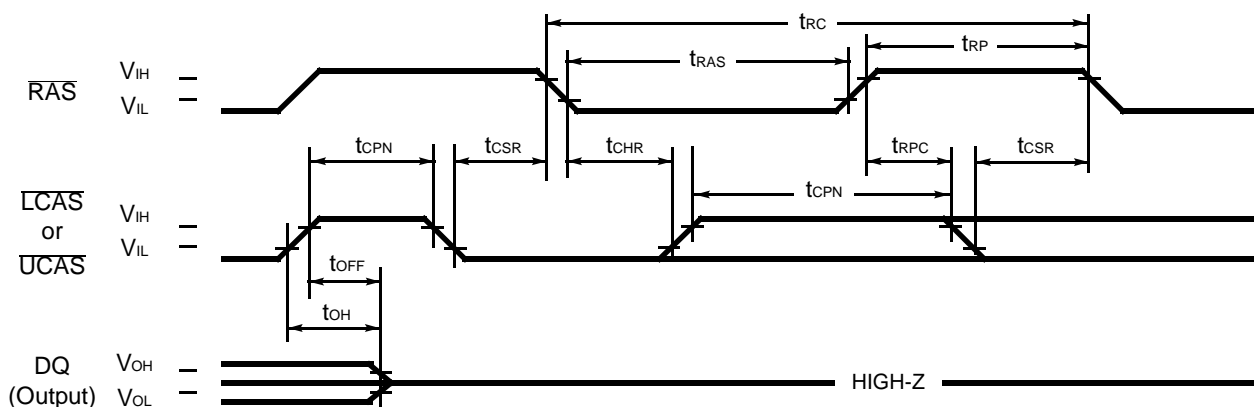 tRC
tRAS
tRP
RAS
VIH
VIL
tCPN
tCSR
tCHR
tRPC
tCSR
tCPN
LCAS
or
UCAS
VIH
VIL
tOFF
tOH
DQ
(Output)
VOH
VOL
HIGH-Z